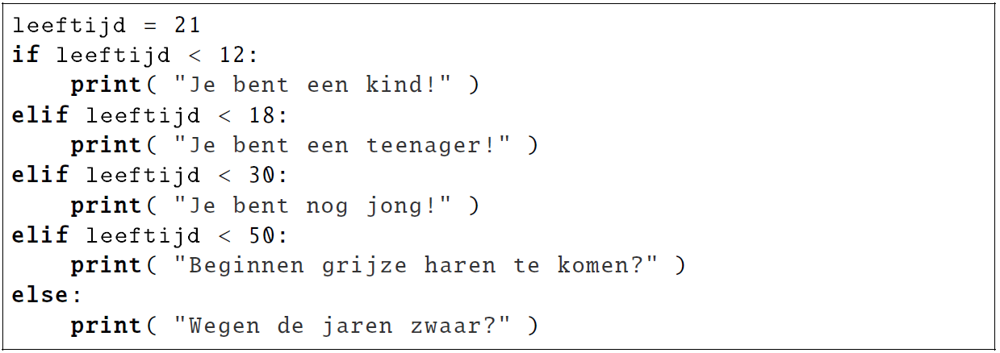 leeftijd = 21
if leeftijd < 12:
    print( "Je bent een kind!" )
elif leeftijd < 18:
    print( "Je bent een teenager!" )
elif leeftijd < 30:
    print( "Je bent nog jong!" )
elif leeftijd < 50:
    print( "Beginnen grijze haren te komen?" )
else:
    print( "Wegen de jaren zwaar?" )